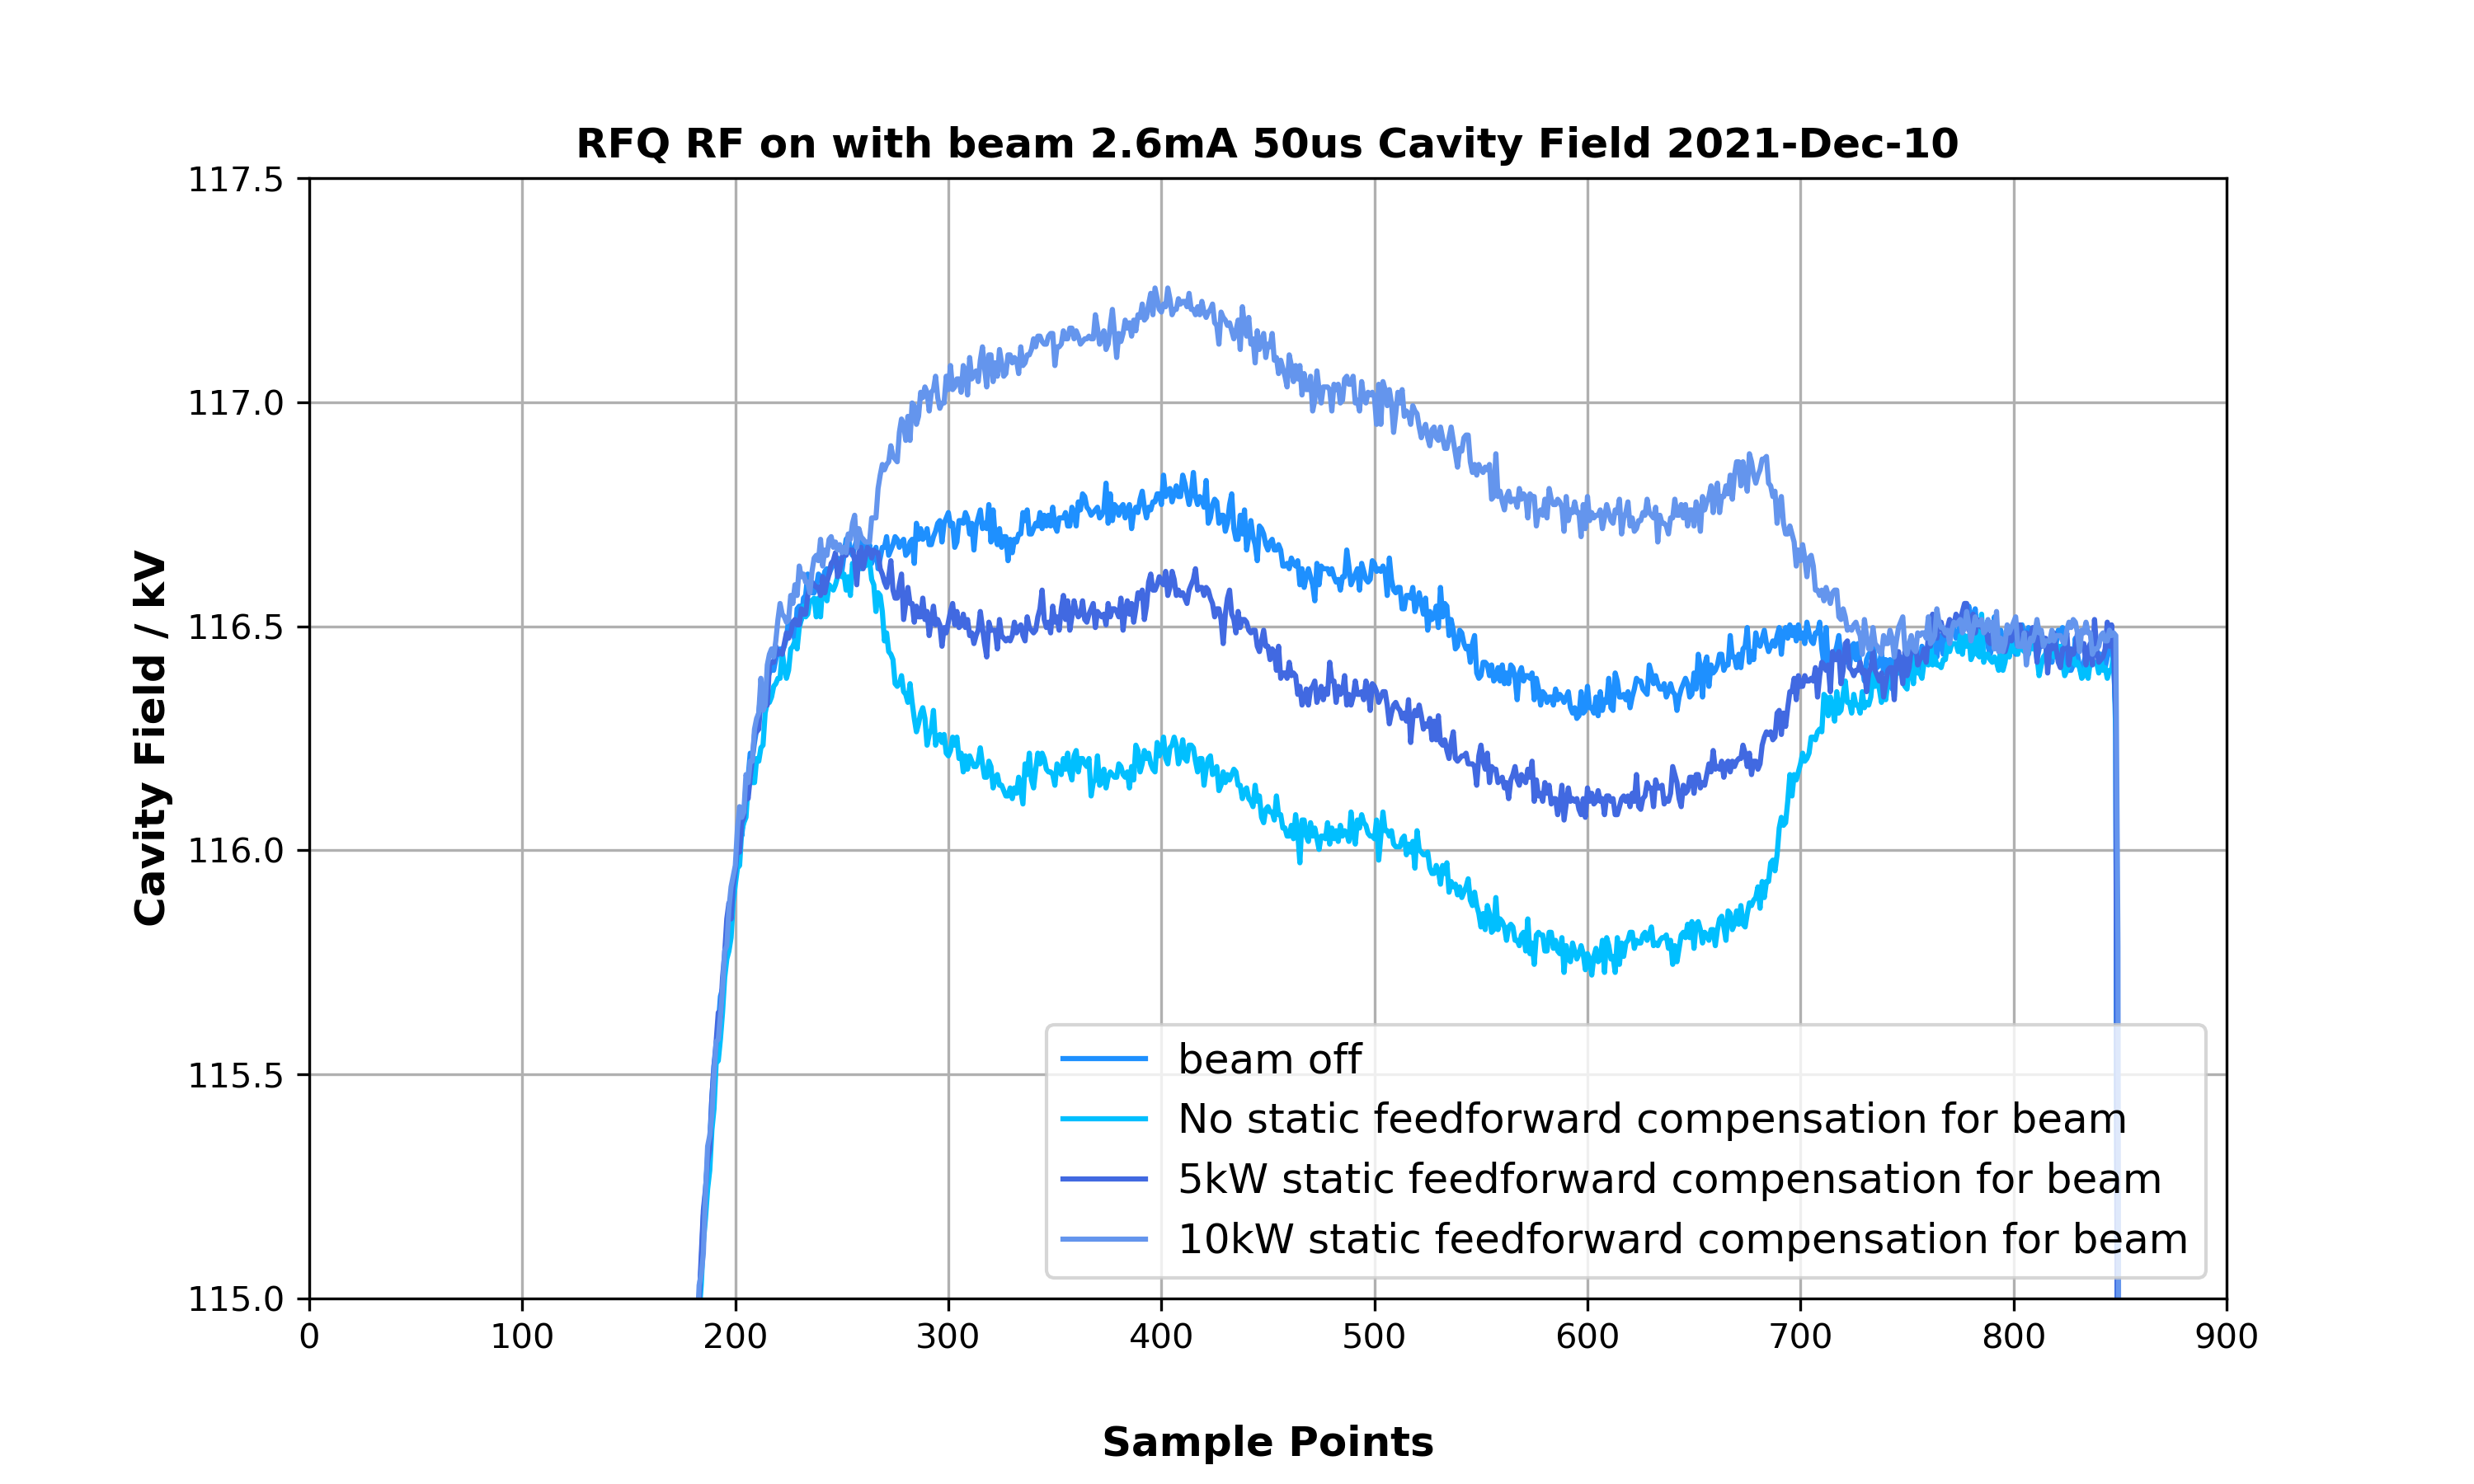 RFQ RF on with beam 2.6mA 50us Cavity Field 2021-Dec-10
117.5
117.0
116.5
116.0
115.5
115.0
Cavity Field / kV
beam off
No static feedforward compensation for beam
5kW static feedforward compensation for beam
10kW static feedforward compensation for beam
0 100 200 300 400 500 600 700 800 900
Sample Points